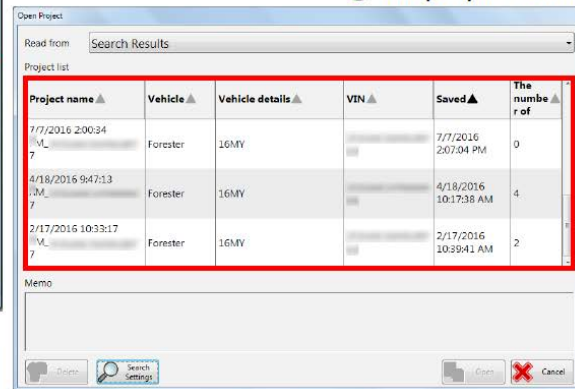 Open Project
Read from Search Results
Project list
Project name Vehicle Vehicle details VIN Saved The numbe r of
7/7/2016 2:00:34
7/7/2016
Forester 16MY 0
2:07:04 PM
7
4/18/2016 9:47:13
4/18/2016
Forester 16MY 4
10:17:38 AM
7
2/17/2016 10:33:17
2/17/2016
Forester 16MY 2
10:39:41 AM
7
Memo
Delete Search Settings Open Cancel